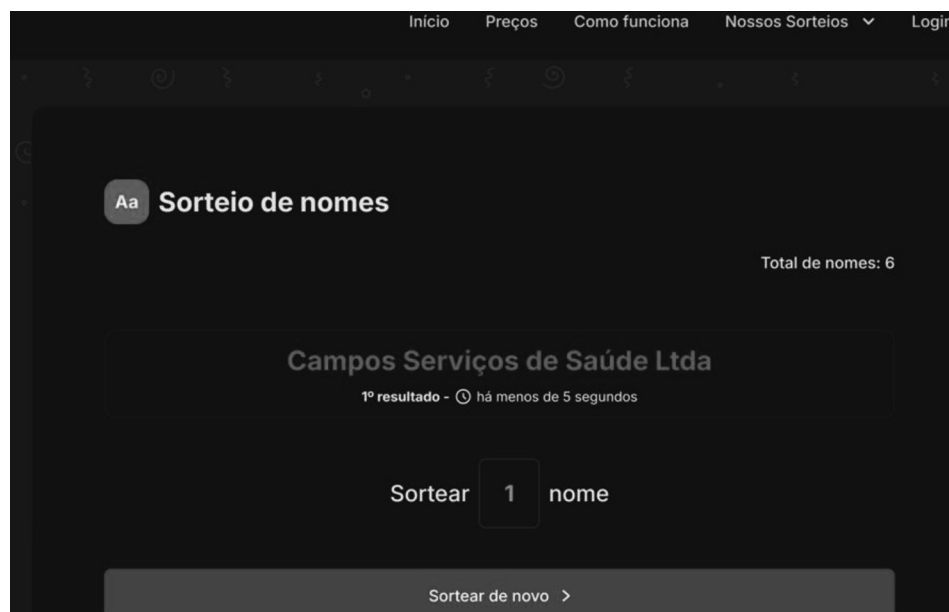 Início Preços Como funciona Nossos Sorteios Login
Aa Sorteio de nomes
Total de nomes: 6
Campos Serviços de Saúde Ltda
1º resultado - há menos de 5 segundos
Sortear 1 nome
Sortear de novo >